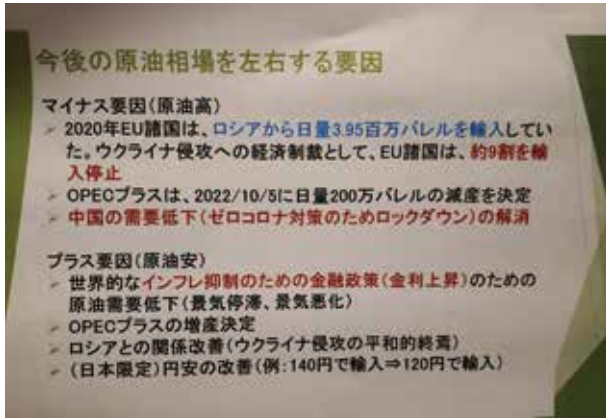 今後の原油相場を左右する要因
マイナス要因(原油高)
➢ 2020年EU諸国は、ロシアから日量3.95百万バレルを輸入してい
た。ウクライナ侵攻への経済制裁として、EU諸国は、約9割を輸
入停止
➢ OPECプラスは、2022/10/5に日量200万バレルの減産を決定
➢ 中国の需要低下(ゼロコロナ対策のためロックダウン)の解消
プラス要因(原油安)
➢ 世界的なインフレ抑制のための金融政策(金利上昇)のための
原油需要低下(景気停滞、景気悪化)
➢ OPECプラスの増産決定
➢ ロシアとの関係改善(ウクライナ侵攻の平和的終焉)
➢ (日本限定)円安の改善(例:140円で輸入⇒120円で輸入)